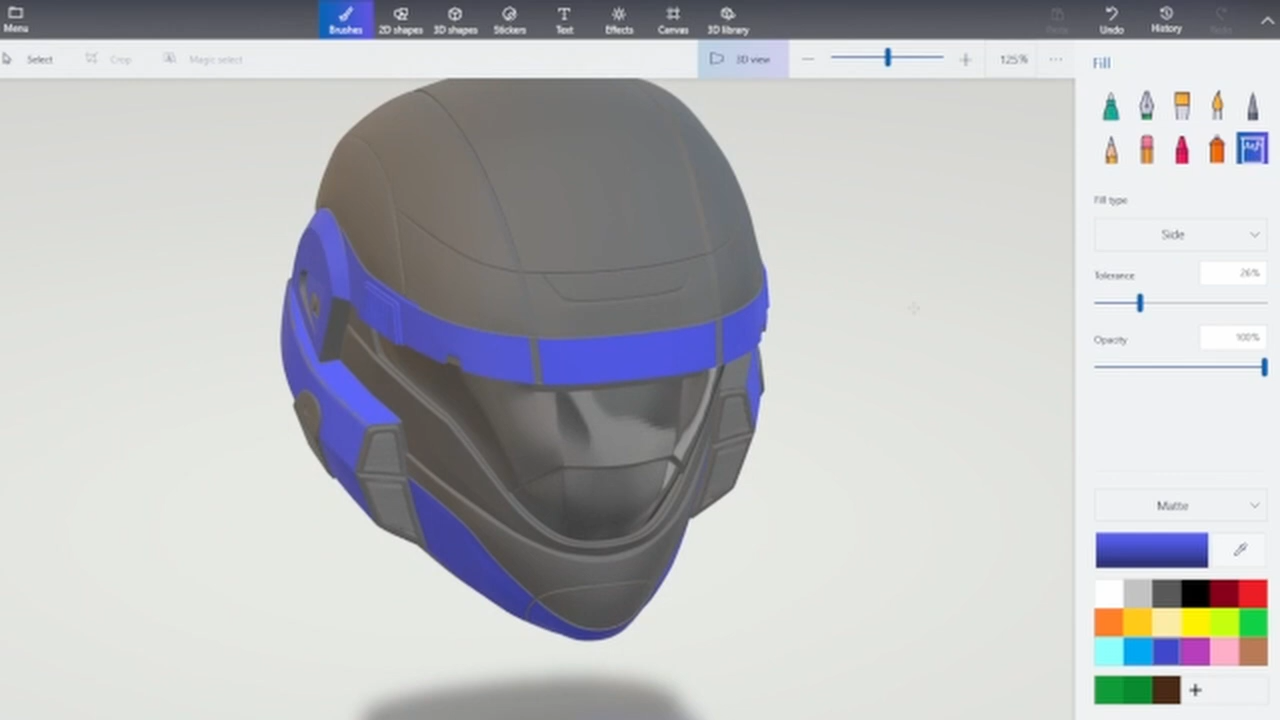 Menu
Brushes
2D shapes
3D shapes
Stickers
Text
Effects
Canvas
3D library
Undo
History
Select
Crop
Magic select
3D view
125%
Fill
Fill type
Side
Tolerance
26%
Opacity
100%
Matte